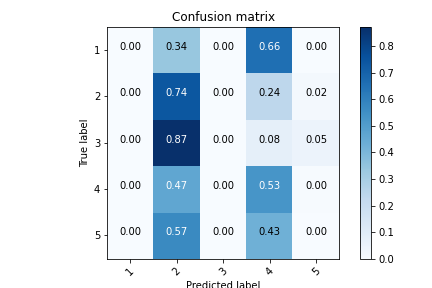 Confusion matrix
1 0.00 0.34 0.00 0.66 0.00
2 0.00 0.74 0.00 0.24 0.02
3 0.00 0.87 0.00 0.08 0.05
4 0.00 0.47 0.00 0.53 0.00
5 0.00 0.57 0.00 0.43 0.00
1 2 3 4 5
True label
Predicted label
0.8
0.7
0.6
0.5
0.4
0.3
0.2
0.1
0.0